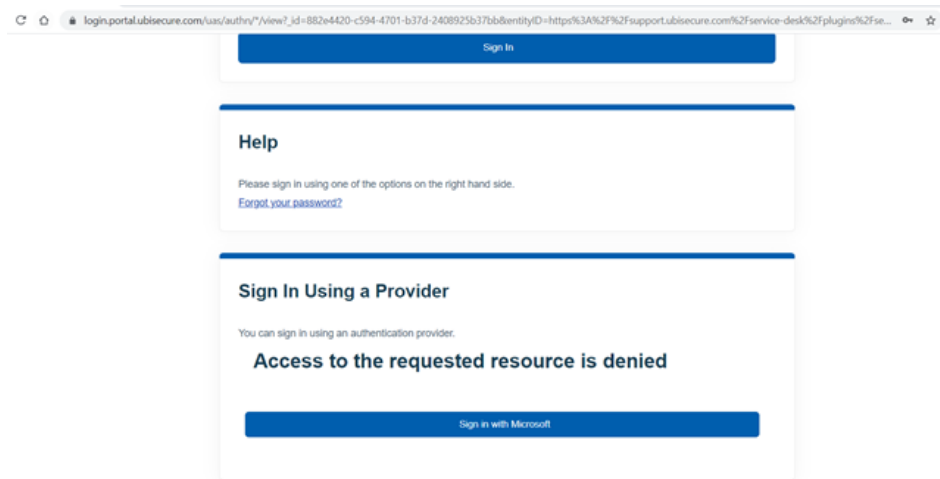 login.portal.ubisecure.com/uas/authn/*/view?_id=882e4420-c594-4701-b37d-2408925b37bb&entityID=https%3A%2F%2Fsupport.ubisecure.com%2Fservice-desk%2Fplugins%2Fse...
Sign In
Help
Please sign in using one of the options on the right hand side.
Forgot your password?
Sign In Using a Provider
You can sign in using an authentication provider.
Access to the requested resource is denied
Sign in with Microsoft